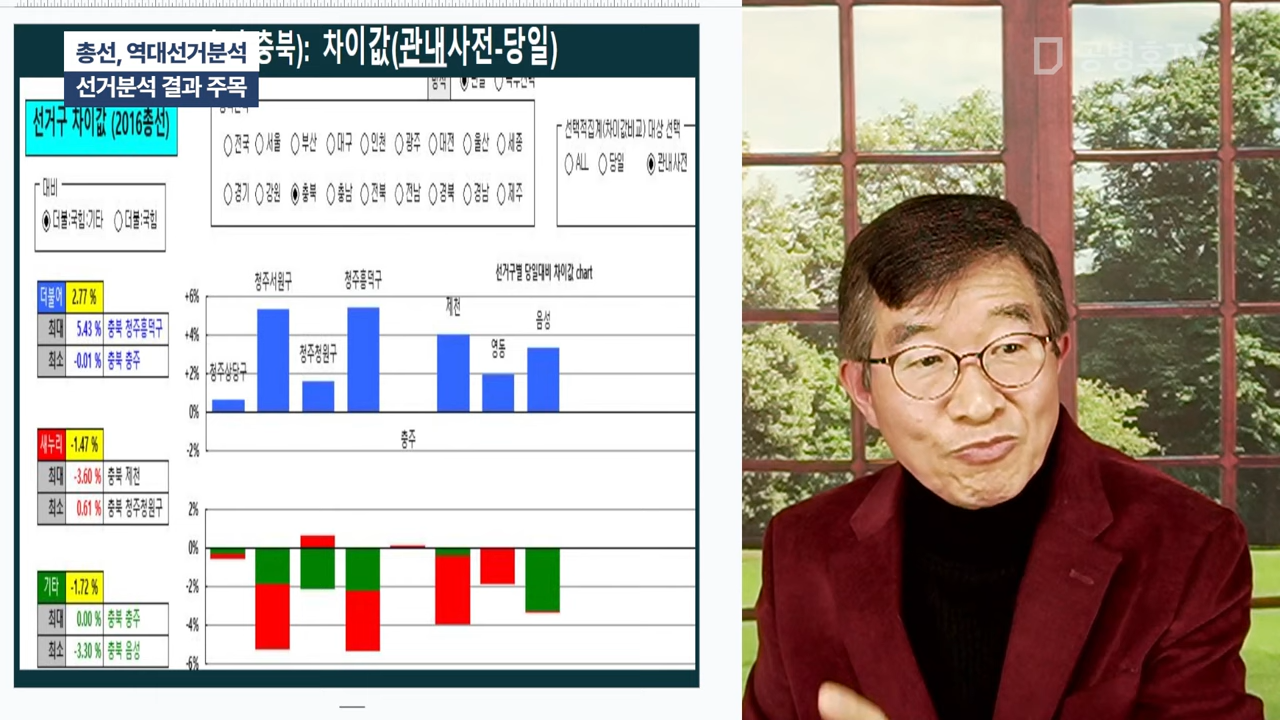 총선, 역대선거분석
선거분석 결과 주목
충북): 차이값(관내사전-당일)
선거구 차이값 (2016총선)
대비
더불:국힘:기타 더불:국힘
전국 서울 부산 대구 인천 광주 대전 울산 세종
경기 강원 충북 충남 전북 전남 경북 경남 제주
선택적집계(차이값비교) 대상 선택
ALL 당일 관내사전
더불어 2.77 %
최대 5.43 % 충북 청주흥덕구
최소 -0.01 % 충북 충주
새누리 -1.47 %
최대 -3.60 % 충북 제천
최소 0.61 % 충북 청주청원구
기타 -1.72 %
최대 0.00 % 충북 충주
최소 -3.30 % 충북 음성
선거구별 당일대비 차이값 chart
+6%
+4%
+2%
0%
-2%
청주상당구
청주서원구
청주청원구
청주흥덕구
충주
제천
영동
음성
2%
0%
-2%
-4%
-6%
공병호TV